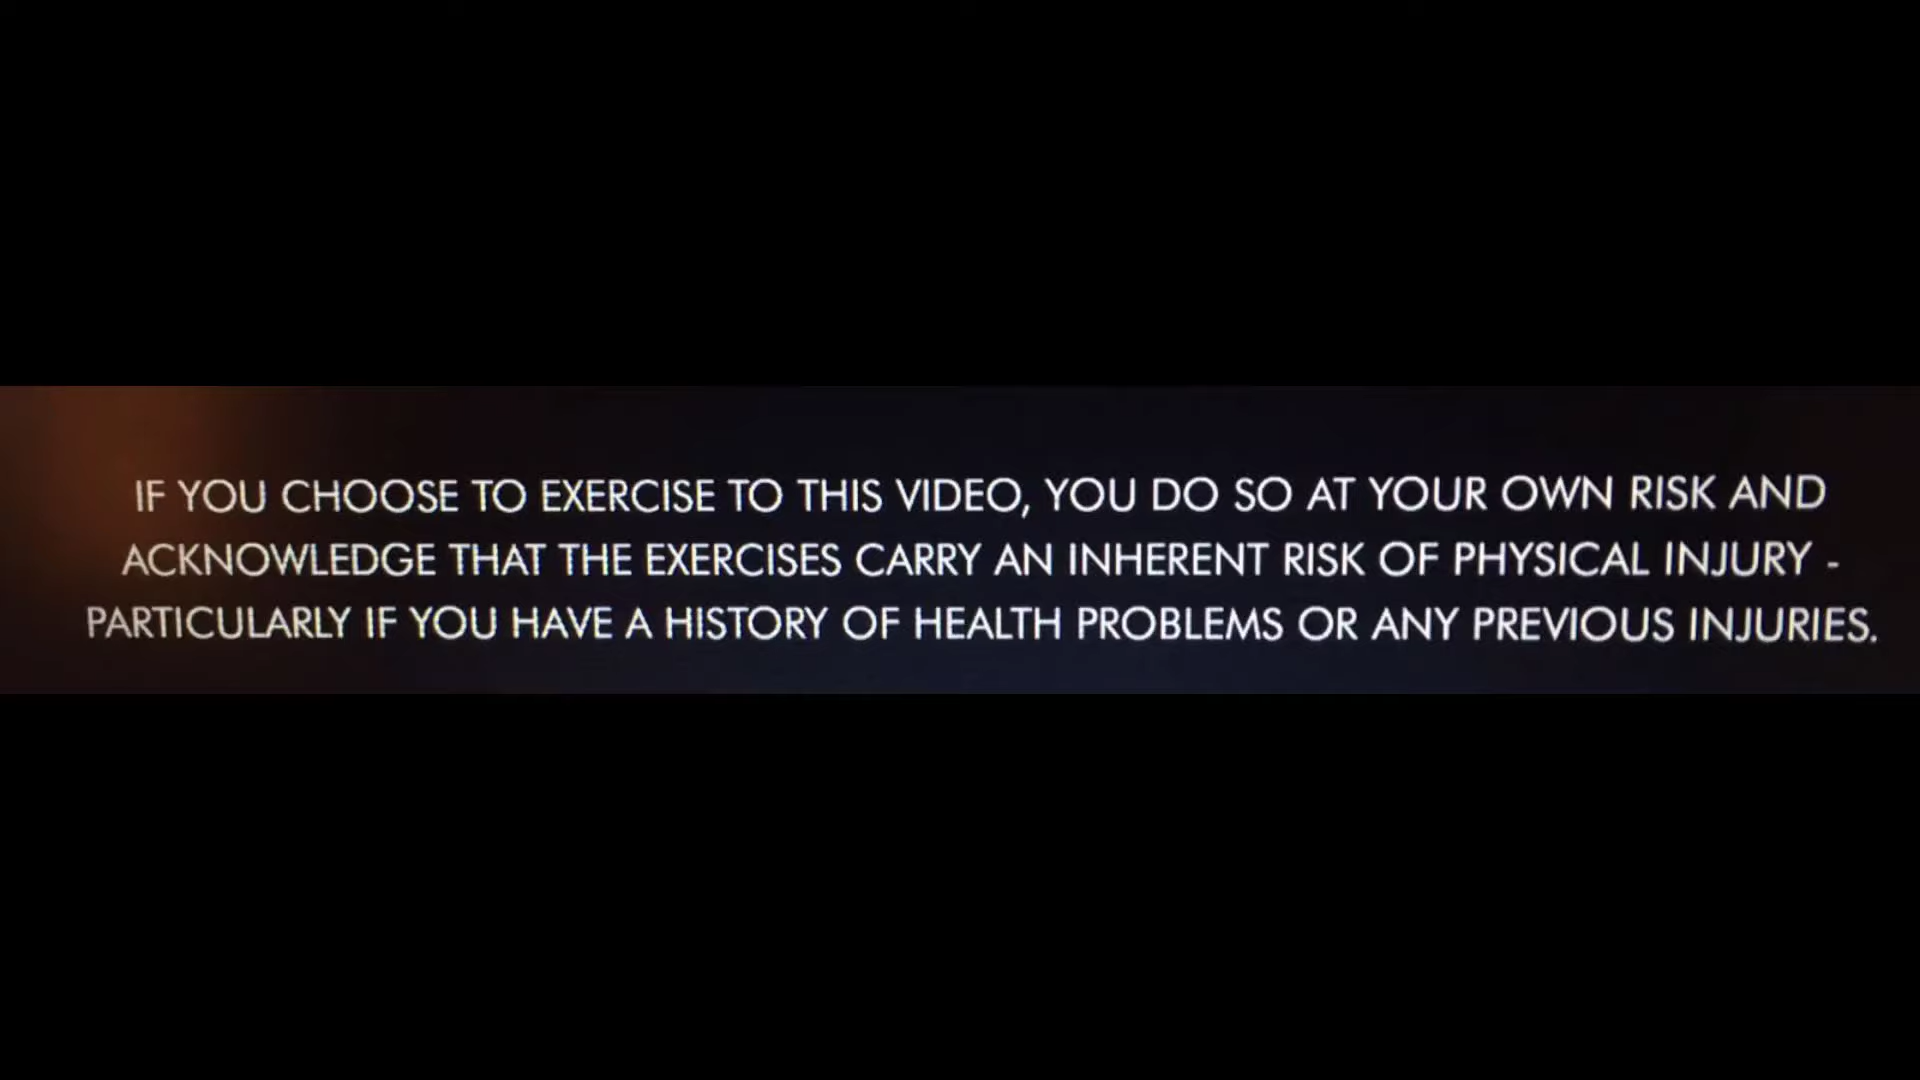 IF YOU CHOOSE TO EXERCISE TO THIS VIDEO, YOU DO SO AT YOUR OWN RISK AND
ACKNOWLEDGE THAT THE EXERCISES CARRY AN INHERENT RISK OF PHYSICAL INJURY -
PARTICULARLY IF YOU HAVE A HISTORY OF HEALTH PROBLEMS OR ANY PREVIOUS INJURIES.